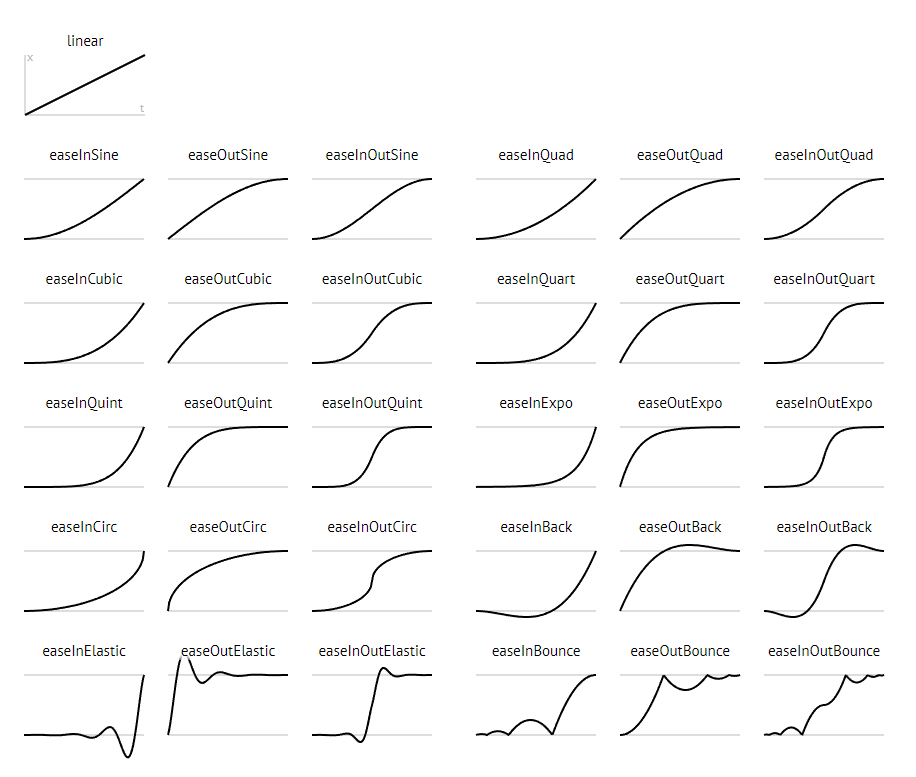 linear
x
t
easeInSine easeOutSine easeInOutSine easeInQuad easeOutQuad easeInOutQuad
easeInCubic easeOutCubic easeInOutCubic easeInQuart easeOutQuart easeInOutQuart
easeInQuint easeOutQuint easeInOutQuint easeInExpo easeOutExpo easeInOutExpo
easeInCirc easeOutCirc easeInOutCirc easeInBack easeOutBack easeInOutBack
easeInElastic easeOutElastic easeInOutElastic easeInBounce easeOutBounce easeInOutBounce